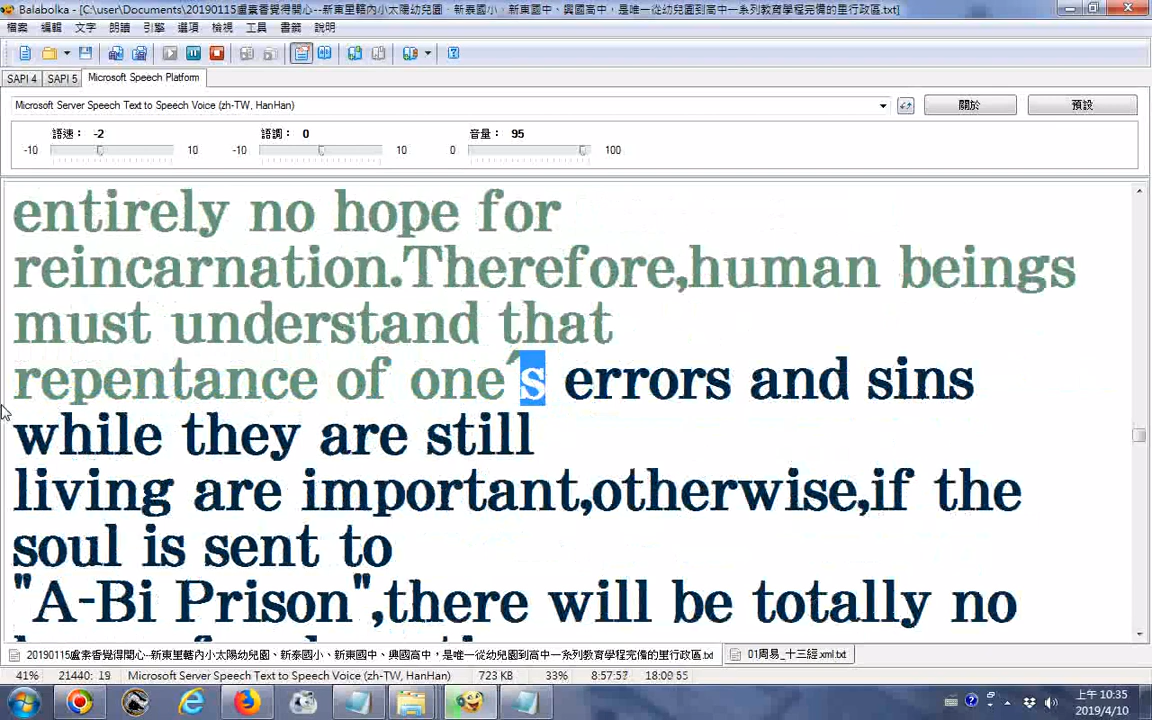 Balabolka - [C:\user\Documents\20190115盧素香覺得開心--新東里轄內小太陽幼兒園、新泰國小、新東國中、興國高中，是唯一從幼兒園到高中一系列教育學程完備的里行政區.txt]
檔案 編輯 文字 朗讀 引擎 選項 檢視 工具 書籤 說明
SAPI 4 SAPI 5 Microsoft Speech Platform
Microsoft Server Speech Text to Speech Voice (zh-TW, HanHan)
關於 預設
語速： -2 語調： 0 音量： 95
-10 10 -10 10 0 100
entirely no hope for
reincarnation.Therefore,human beings
must understand that
repentance of one´s errors and sins
while they are still
living are important,otherwise,if the
soul is sent to
"A-Bi Prison",there will be totally no
20190115盧素香覺得開心--新東里轄內小太陽幼兒園、新泰國小、新東國中、興國高中，是唯一從幼兒園到高中一系列教育學程完備的里行政區.txt 01周易_十三經.xml.txt
41% 21440: 19 Microsoft Server Speech Text to Speech Voice (zh-TW, HanHan) 723 KB 33% 8:57:57 18:09:55
上午 10:35
2019/4/10